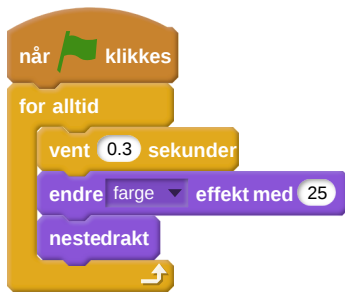 når klikkes
for alltid
vent 0.3 sekunder
endre farge effekt med 25
nestedrakt